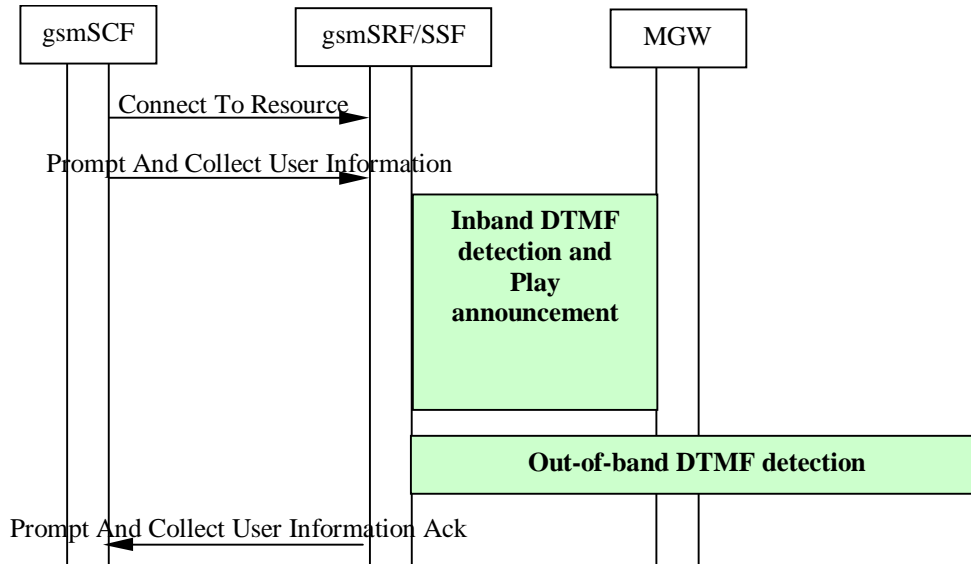 gsmSCF
gsmSRF/SSF
MGW
Connect To Resource
Prompt And Collect User Information
Inband DTMF
detection and
Play
announcement
Out-of-band DTMF detection
Prompt And Collect User Information Ack